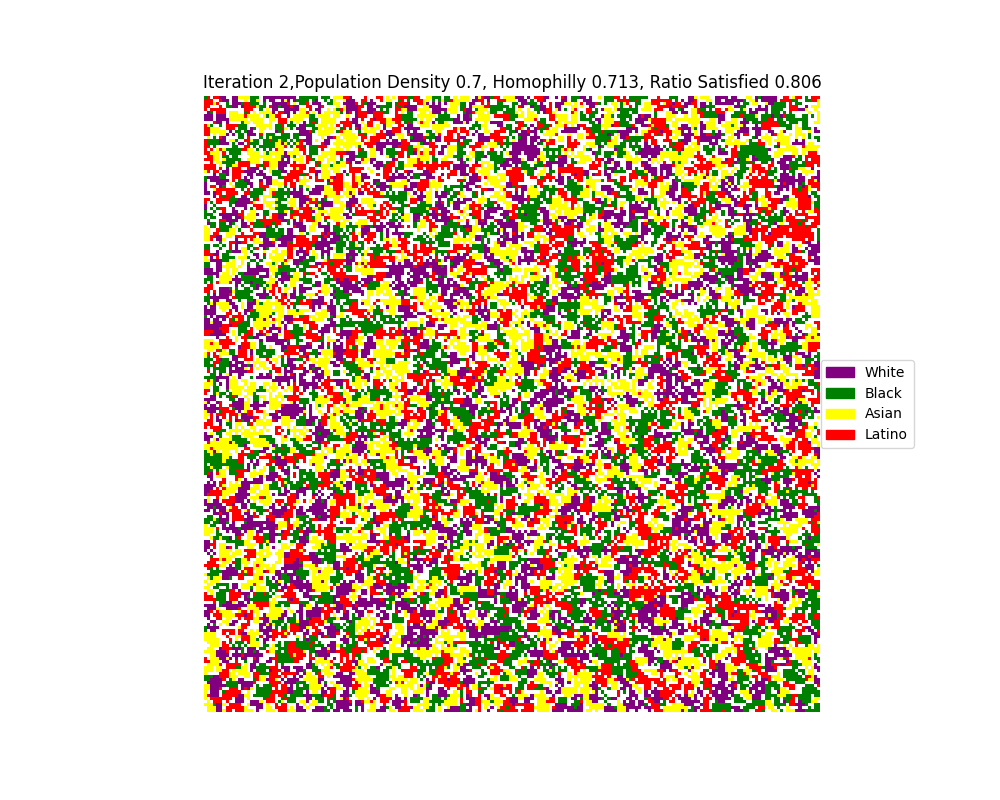 Iteration 2,Population Density 0.7, Homophilly 0.713, Ratio Satisfied 0.806
White
Black
Asian
Latino